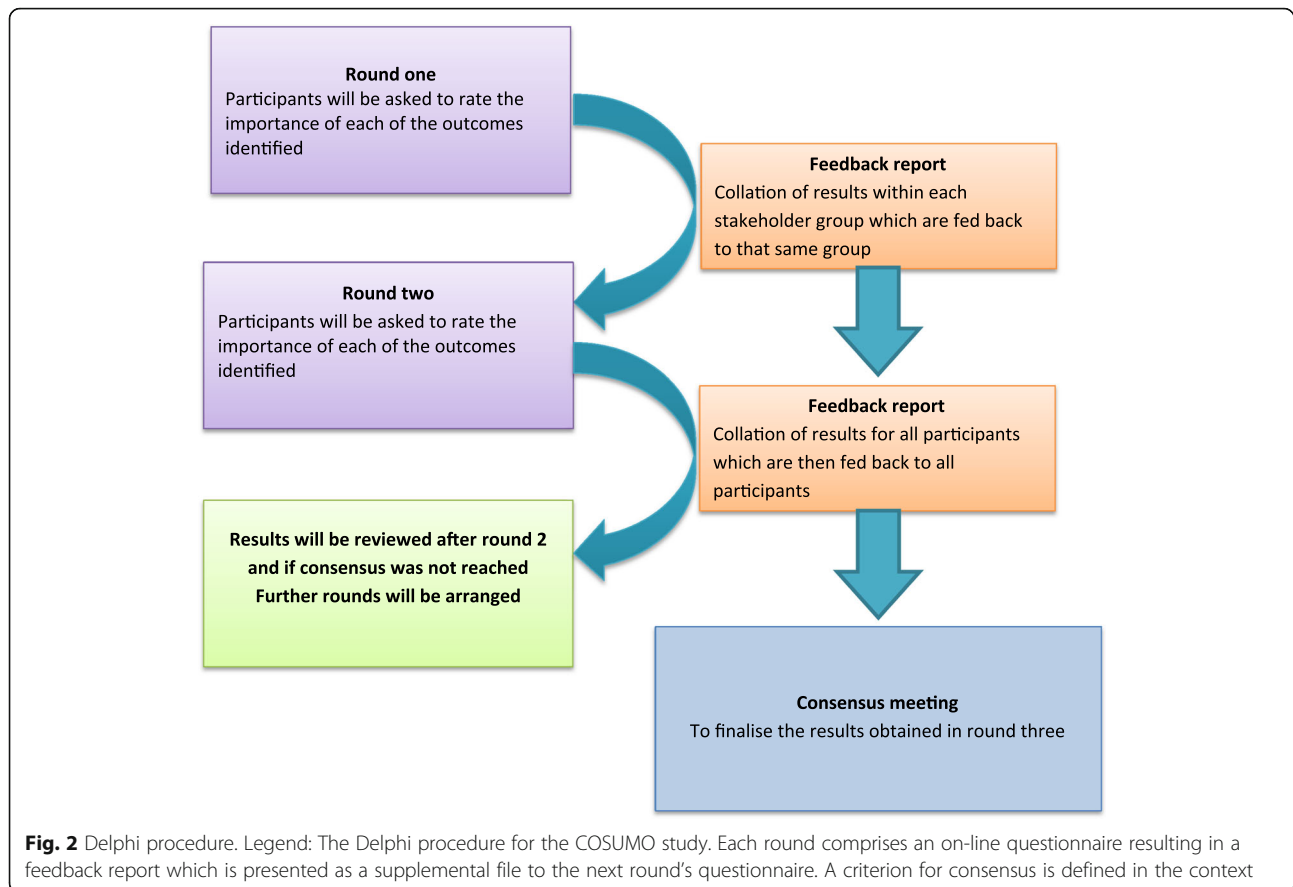 Round one
Participants will be asked to rate the
importance of each of the outcomes
identified
Feedback report
Collation of results within each
stakeholder group which are fed back
to that same group
Round two
Participants will be asked to rate the
importance of each of the outcomes
identified
Feedback report
Collation of results for all participants
which are then fed back to all
participants
Results will be reviewed after round 2
and if consensus was not reached
Further rounds will be arranged
Consensus meeting
To finalise the results obtained in round three
Fig. 2 Delphi procedure. Legend: The Delphi procedure for the COSUMO study. Each round comprises an on-line questionnaire resulting in a
feedback report which is presented as a supplemental file to the next round's questionnaire. A criterion for consensus is defined in the context